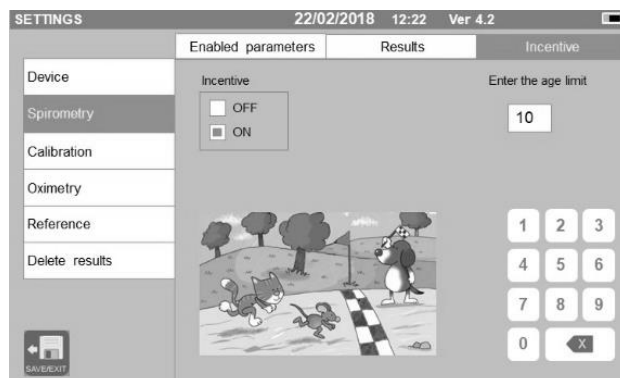 SETTINGS 22/02/2018 12:22 Ver 4.2
Enabled parameters Results Incentive
Device
Spirometry
Calibration
Oximetry
Reference
Delete results
Incentive
OFF
ON
Enter the age limit
10
1 2 3
4 5 6
7 8 9
0 X
SAVE/EXIT